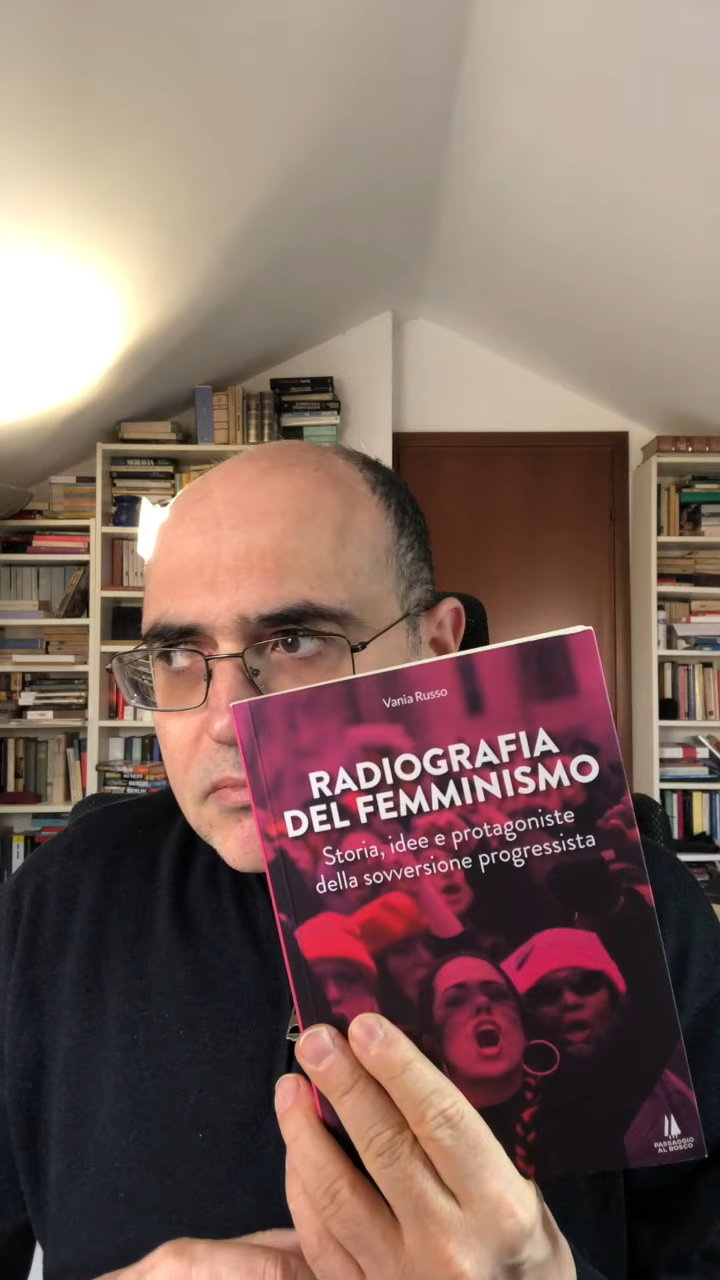 Vania Russo
RADIOGRAFIA
DEL FEMMINISMO
Storia, idee e protagoniste
della sovversione progressista
PASSAGGIO
AL BOSCO